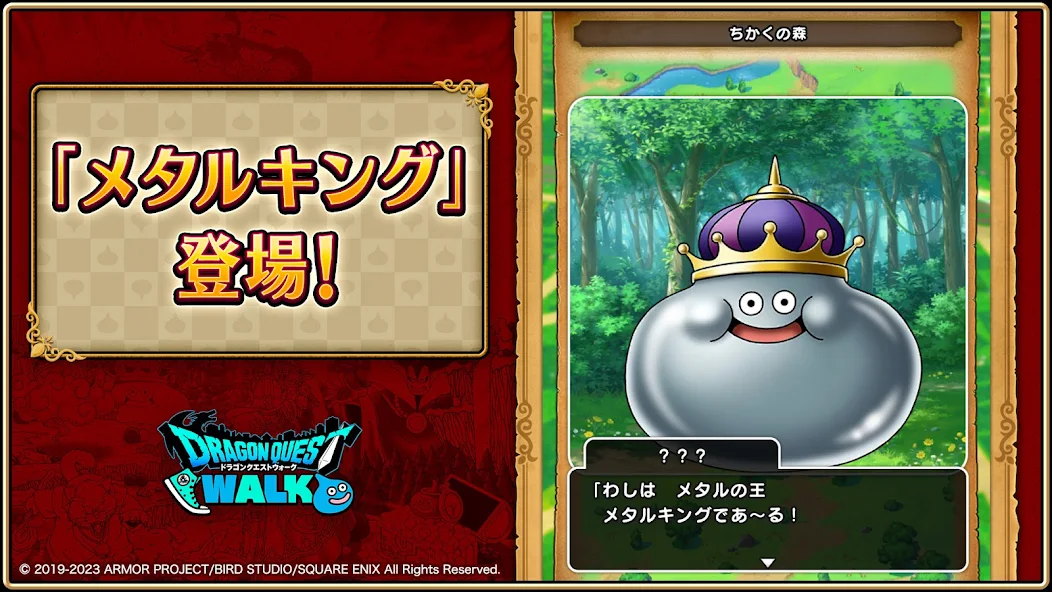 「メタルキング」
登場！
DRAGON QUEST
ドラゴンクエストウォーク
WALK
© 2019-2023 ARMOR PROJECT/BIRD STUDIO/SQUARE ENIX All Rights Reserved.
ちかくの森
？？？
「わしは　メタルの王
メタルキングであ～る！